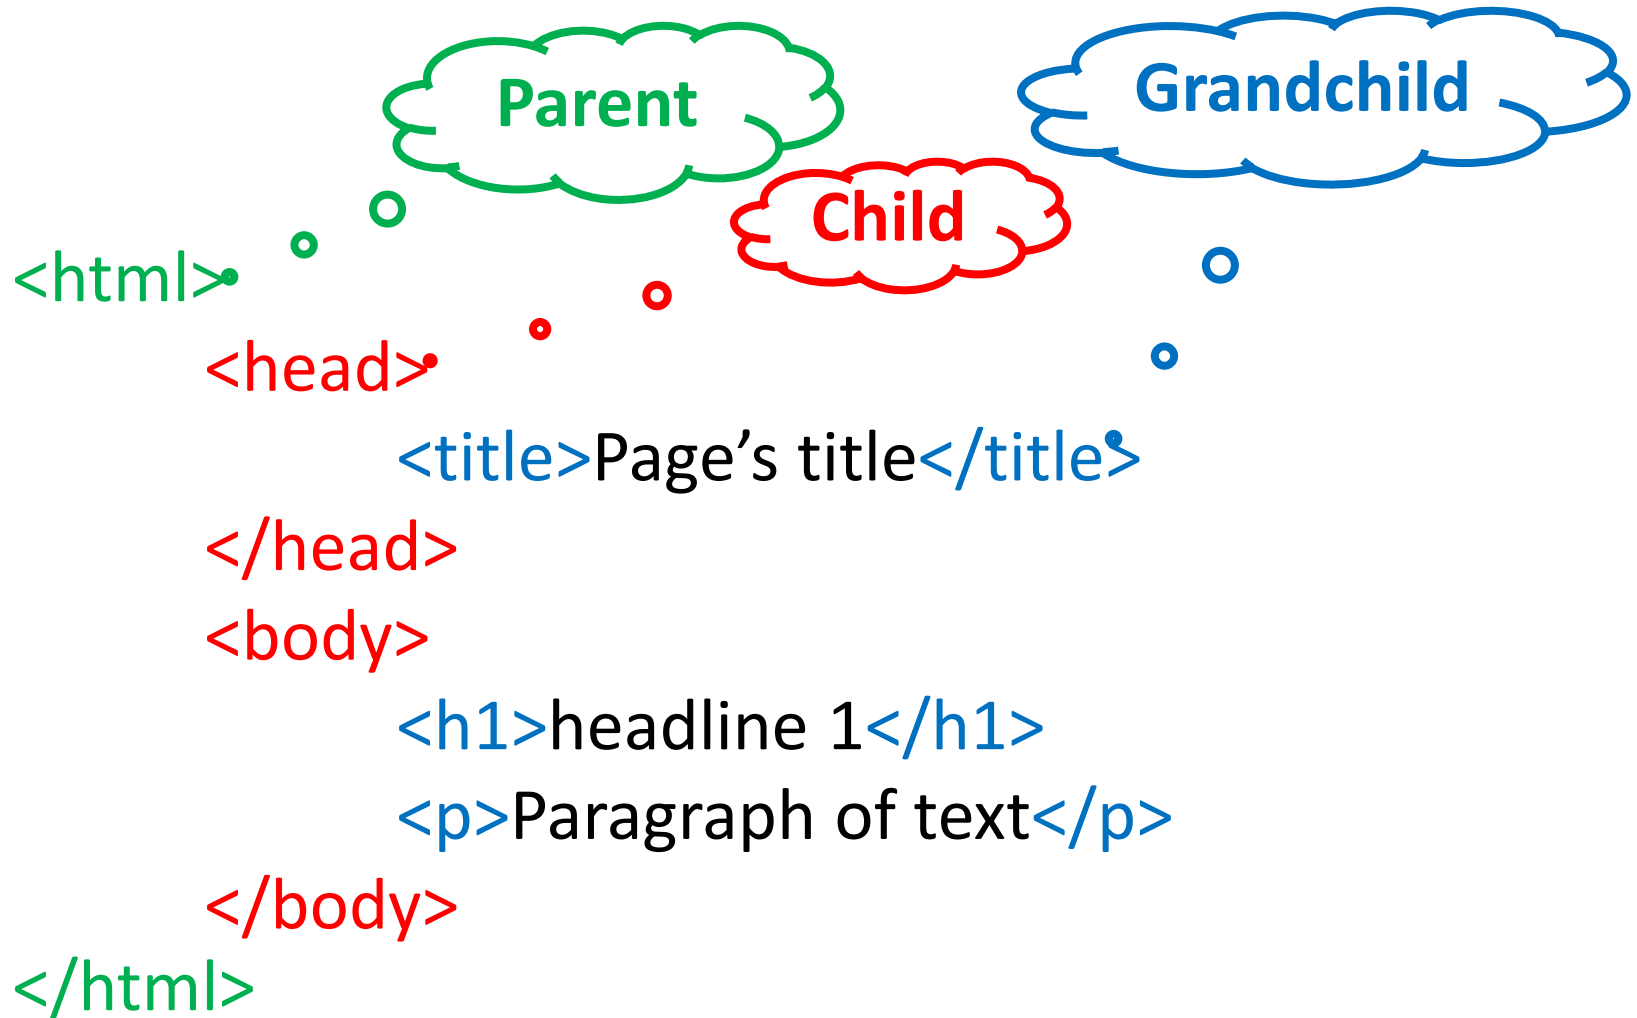 Parent
Grandchild
Child
<html>
<head>
<title>Page’s title</title>
</head>
<body>
<h1>headline 1</h1>
<p>Paragraph of text</p>
</body>
</html>